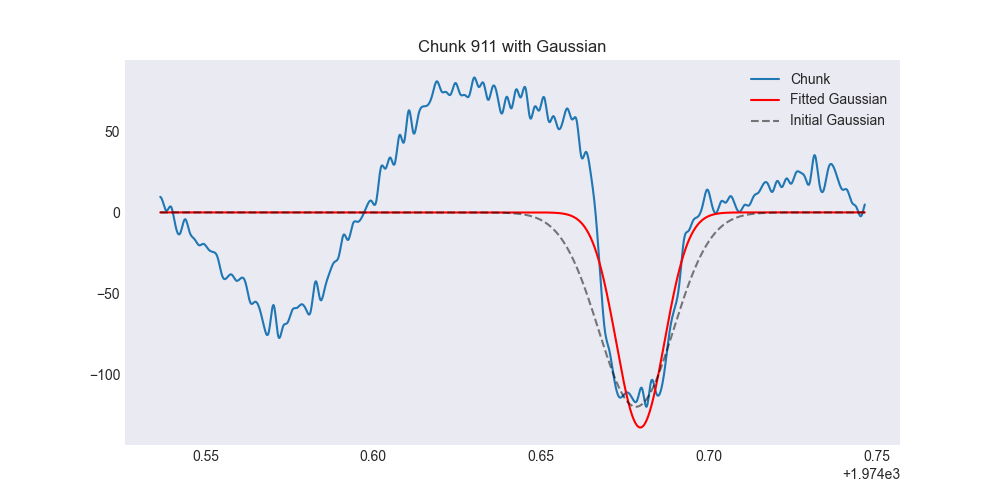 Chunk 911 with Gaussian
Chunk
Fitted Gaussian
Initial Gaussian
50
0
−50
−100
0.55 0.60 0.65 0.70 0.75
+1.974e3